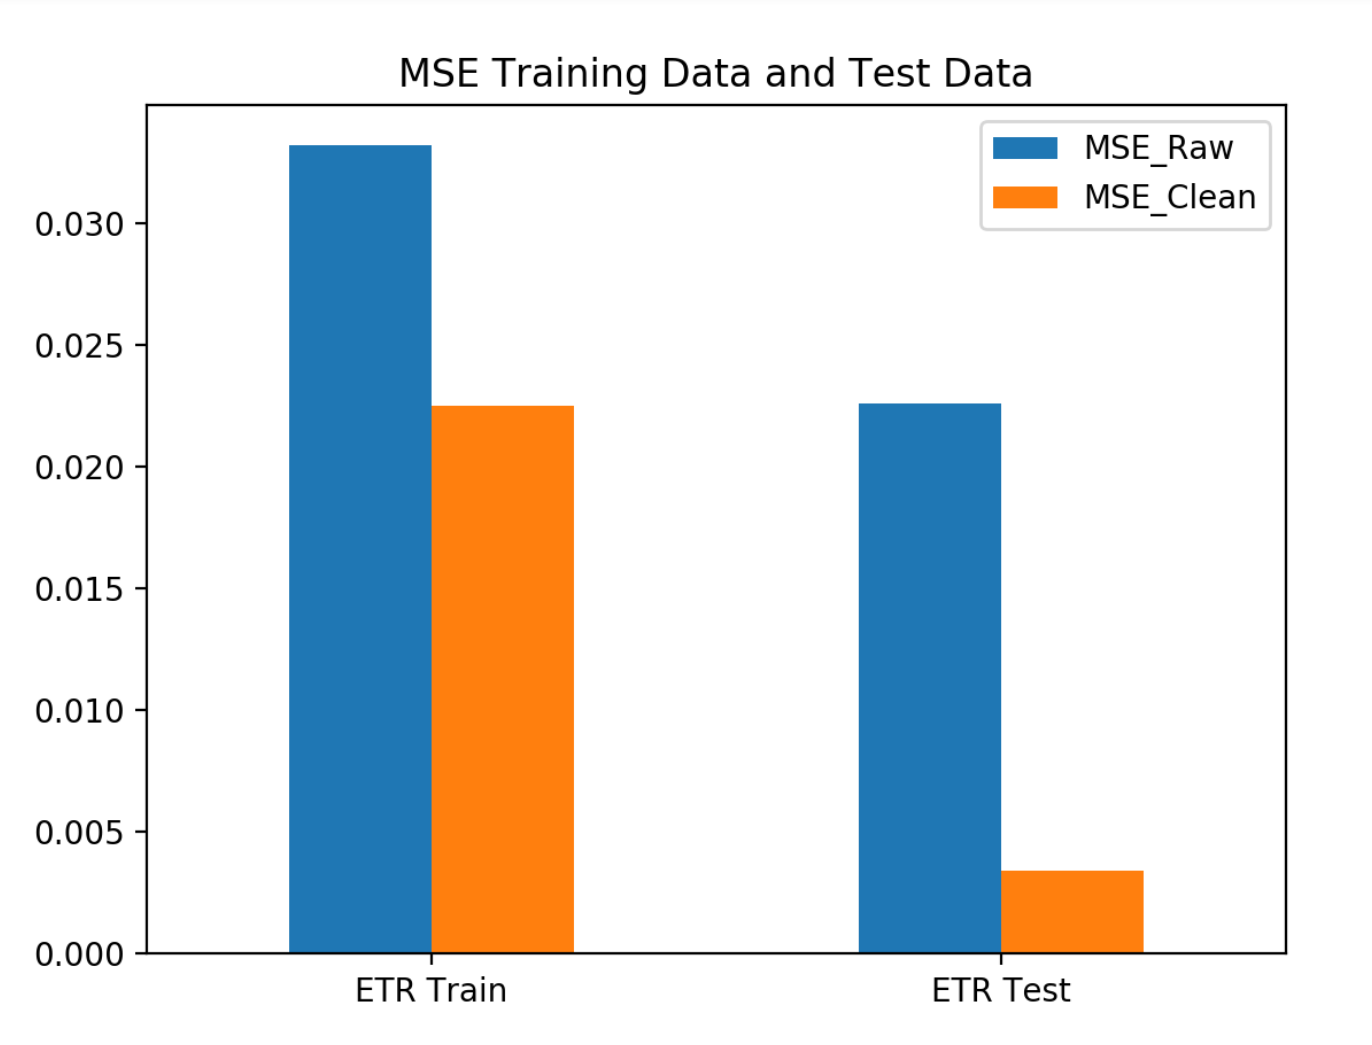 MSE Training Data and Test Data
MSE_Raw
MSE_Clean
0.030
0.025
0.020
0.015
0.010
0.005
0.000
ETR Train
ETR Test